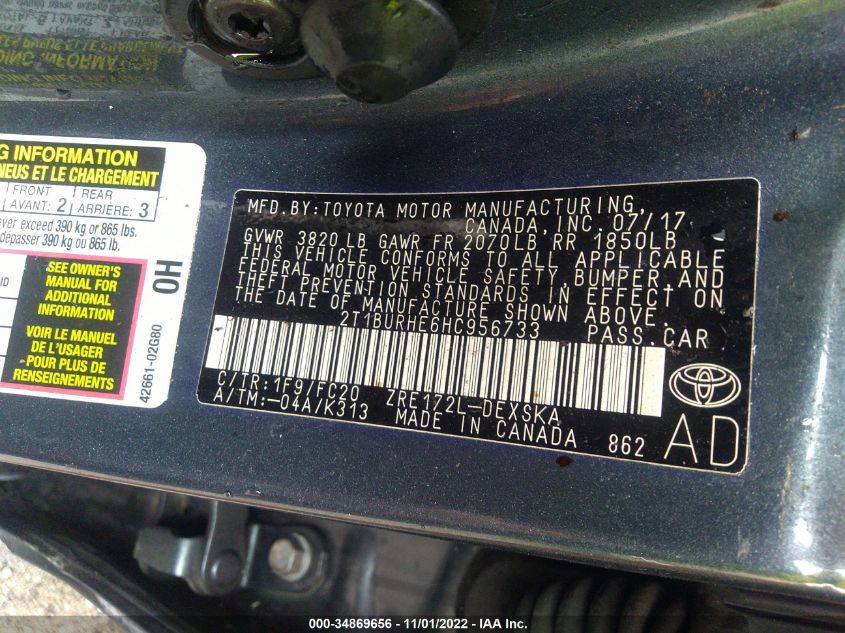 G INFORMATION
NEUS ET LE CHARGEMENT
FRONT REAR
AVANT: 2 ARRIÈRE: 3
ver exceed 390 kg or 865 lbs.
dépasser 390 kg ou 865 lb.
SEE OWNER'S
MANUAL FOR
ADDITIONAL
INFORMATION
VOIR LE MANUEL
DE L'USAGER
POUR PLUS DE
RENSEIGNEMENTS
0H
42661-02G80
MFD.BY:TOYOTA MOTOR MANUFACTURING,
CANADA, INC. 07/17
GVWR 3820 LB GAWR FR 2070LB RR 1850LB
THIS VEHICLE CONFORMS TO ALL APPLICABLE
FEDERAL MOTOR VEHICLE SAFETY,BUMPER,AND
THEFT PREVENTION STANDARDS IN EFFECT ON
THE DATE OF MANUFACTURE SHOWN ABOVE.
2T1BURHE6HC956733 PASS.CAR
C/TR:1F9/FC20 ZRE172L-DEXSKA
A/TM:-04A/K313 MADE IN CANADA 862
AD
000-34869656 - 11/01/2022 - IAA Inc.